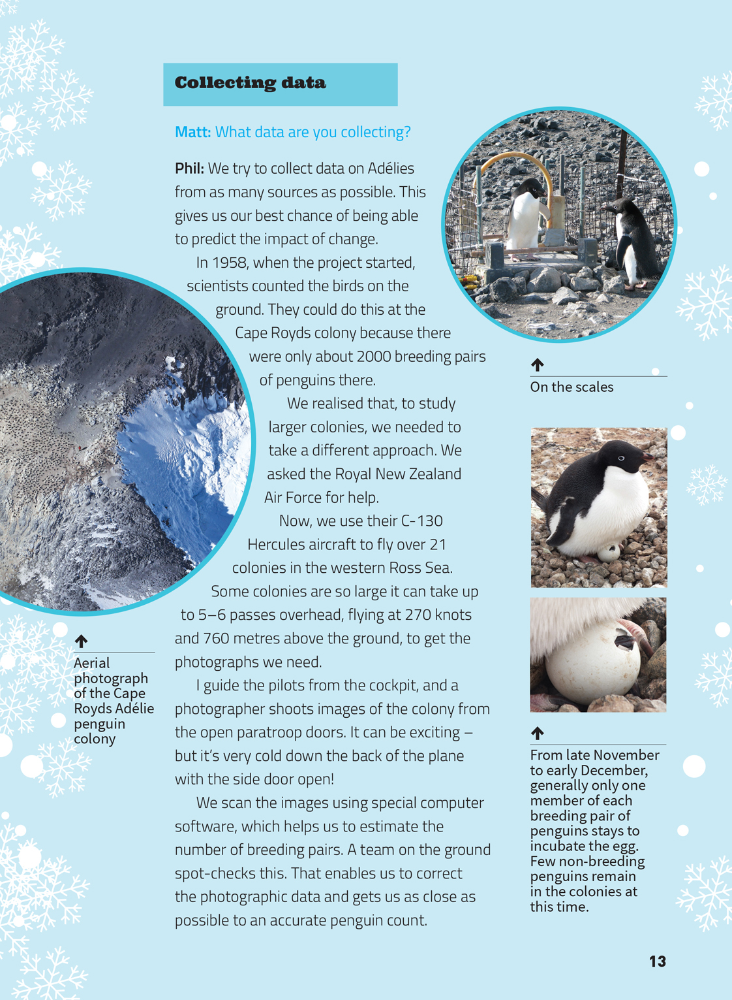 Collecting data
Matt: What data are you collecting?
Phil: We try to collect data on Adélies
from as many sources as possible. This
gives us our best chance of being able
to predict the impact of change.
In 1958, when the project started,
scientists counted the birds on the
ground. They could do this at the
Cape Royds colony because there
were only about 2000 breeding pairs
of penguins there.
We realised that, to study
larger colonies, we needed to
take a different approach. We
asked the Royal New Zealand
Air Force for help.
Now, we use their C-130
Hercules aircraft to fly over 21
colonies in the western Ross Sea.
Some colonies are so large it can take up
to 5–6 passes overhead, flying at 270 knots
and 760 metres above the ground, to get the
photographs we need.
I guide the pilots from the cockpit, and a
photographer shoots images of the colony from
the open paratroop doors. It can be exciting –
but it's very cold down the back of the plane
with the side door open!
We scan the images using special computer
software, which helps us to estimate the
number of breeding pairs. A team on the ground
spot-checks this. That enables us to correct
the photographic data and gets us as close as
possible to an accurate penguin count.
Aerial
photograph
of the Cape
Royds Adélie
penguin
colony
On the scales
From late November
to early December,
generally only one
member of each
breeding pair of
penguins stays to
incubate the egg.
Few non-breeding
penguins remain
in the colonies at
this time.
13